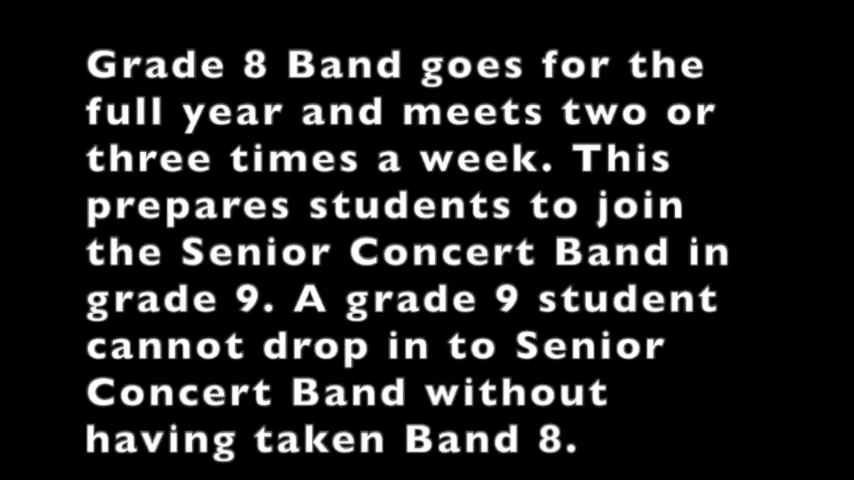 Grade 8 Band goes for the
full year and meets two or
three times a week. This
prepares students to join
the Senior Concert Band in
grade 9. A grade 9 student
cannot drop in to Senior
Concert Band without
having taken Band 8.